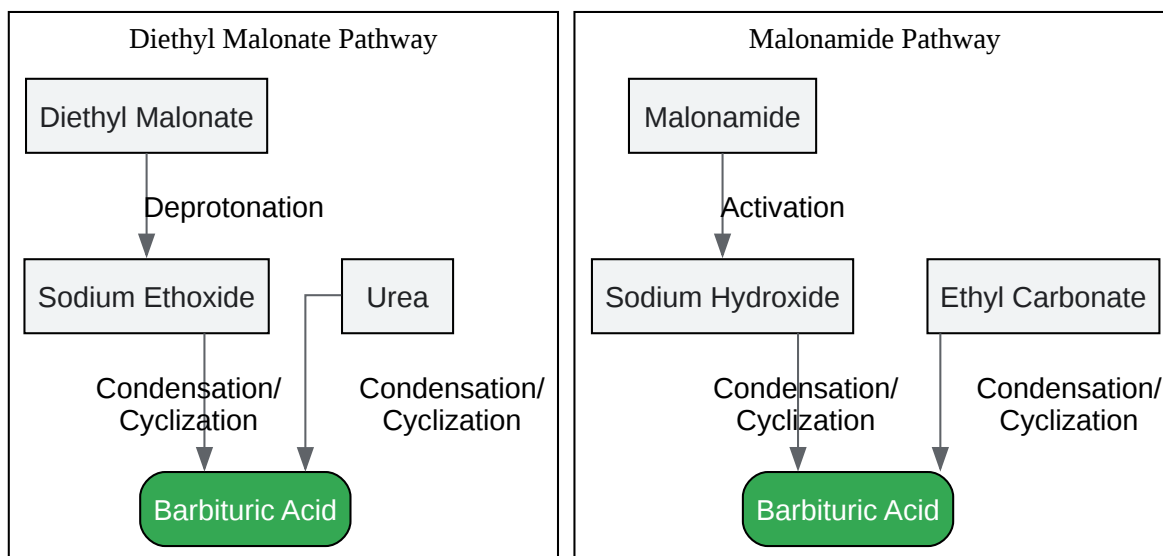 Diethyl Malonate Pathway
Diethyl Malonate
Deprotonation
Sodium Ethoxide
Urea
Condensation/
Cyclization
Condensation/
Cyclization
Barbituric Acid
Malonamide Pathway
Malonamide
Activation
Sodium Hydroxide
Ethyl Carbonate
Condensation/
Cyclization
Condensation/
Cyclization
Barbituric Acid